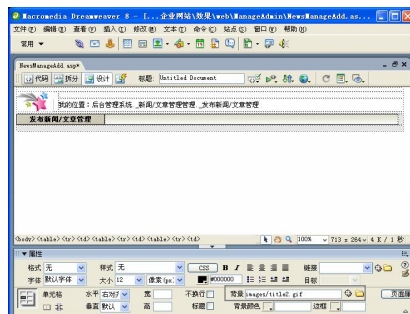 Macromedia Dreamweaver 8 - [...企业网站\效果\web\ManageAdmin\NewsManageAdd.as...
文件(F) 编辑(E) 查看(V) 插入(I) 修改(M) 文本(T) 命令(C) 站点(S) 窗口(W) 帮助(H)
常用
NewsManageAdd.asp*
代码 拆分 设计 标题: Untitled Document
我的位置：后台管理系统 _新闻/文章管理管理 _发布新闻/文章管理
发布新闻/文章管理
<body> <table> <tr> <td> <table> <tr> <td> <table> <tr> <td> 100% 713 x 264 4 K / 1 秒
属性
格式 无 样式 无 CSS B I 链接
字体 默认字体 大小 12 像素(px) #000000 目标
单元格 水平 右对齐 宽 不换行 背景 images/title2.gif 页面属
垂直 默认 高 标题 背景颜色 边框